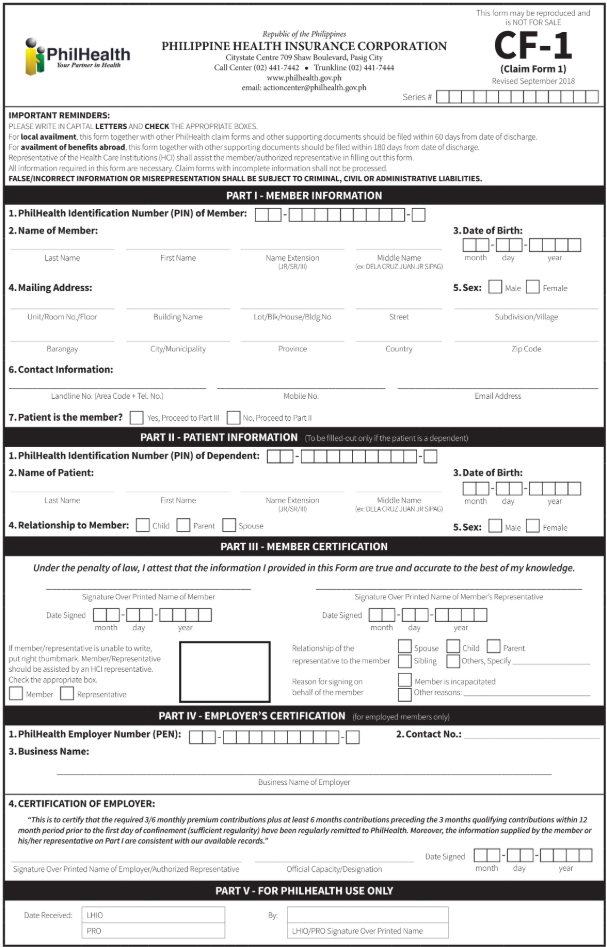 This form may be reproduced and
is NOT FOR SALE
PhilHealth
Your Partner in Health
Republic of the Philippines
PHILIPPINE HEALTH INSURANCE CORPORATION
Citystate Centre 709 Shaw Boulevard, Pasig City
Call Center (02) 441-7442 • Trunkline (02) 441-7444
www.philhealth.gov.ph
email: actioncenter@philhealth.gov.ph
CF-1
(Claim Form 1)
Revised September 2018
Series #
IMPORTANT REMINDERS:
PLEASE WRITE IN CAPITAL LETTERS AND CHECK THE APPROPRIATE BOXES.
For local availment, this form together with other PhilHealth claim forms and other supporting documents should be filed within 60 days from date of discharge.
For availment of benefits abroad, this form together with other supporting documents should be filed within 180 days from date of discharge.
Representative of the Health Care Institutions (HCI) shall assist the member/authorized representative in filling out this form.
All information required in this form are necessary. Claim forms with incomplete information shall not be processed.
FALSE/INCORRECT INFORMATION OR MISREPRESENTATION SHALL BE SUBJECT TO CRIMINAL, CIVIL OR ADMINISTRATIVE LIABILITIES.
PART I - MEMBER INFORMATION
1. PhilHealth Identification Number (PIN) of Member: - -
2. Name of Member: 3. Date of Birth:
- -
Last Name First Name Name Extension Middle Name month day year
(JR/SR/III) (ex: DELA CRUZ JUAN JR SIPAG)
4. Mailing Address: 5. Sex: Male Female
Unit/Room No./Floor Building Name Lot/Blk/House/Bldg.No Street Subdivision/Village
Barangay City/Municipality Province Country Zip Code
6. Contact Information:
Landline No. (Area Code + Tel. No.) Mobile No. Email Address
7. Patient is the member? Yes, Proceed to Part III No, Proceed to Part II
PART II - PATIENT INFORMATION (To be filled-out only if the patient is a dependent)
1. PhilHealth Identification Number (PIN) of Dependent: - -
2. Name of Patient: 3. Date of Birth:
- -
Last Name First Name Name Extension Middle Name month day year
(JR/SR/III) (ex: DELA CRUZ JUAN JR SIPAG)
4. Relationship to Member: Child Parent Spouse 5. Sex: Male Female
PART III - MEMBER CERTIFICATION
Under the penalty of law, I attest that the information I provided in this Form are true and accurate to the best of my knowledge.
Signature Over Printed Name of Member Signature Over Printed Name of Member's Representative
Date Signed - - Date Signed - -
month day year month day year
If member/representative is unable to write,
put right thumbmark. Member/Representative
should be assisted by an HCI representative.
Check the appropriate box.
Member Representative
Relationship of the
representative to the member
Spouse Child Parent
Sibling Others, Specify
Reason for signing on
behalf of the member
Member is incapacitated
Other reasons:
PART IV - EMPLOYER'S CERTIFICATION (for employed members only)
1. PhilHealth Employer Number (PEN): - - 2. Contact No.:
3. Business Name:
Business Name of Employer
4. CERTIFICATION OF EMPLOYER:
"This is to certify that the required 3/6 monthly premium contributions plus at least 6 months contributions preceding the 3 months qualifying contributions within 12
month period prior to the first day of confinement (sufficient regularity) have been regularly remitted to PhilHealth. Moreover, the information supplied by the member or
his/her representative on Part I are consistent with our available records."
Date Signed - -
Signature Over Printed Name of Employer/Authorized Representative Official Capacity/Designation month day year
PART V - FOR PHILHEALTH USE ONLY
Date Received: LHIO By:
PRO LHIO/PRO Signature Over Printed Name